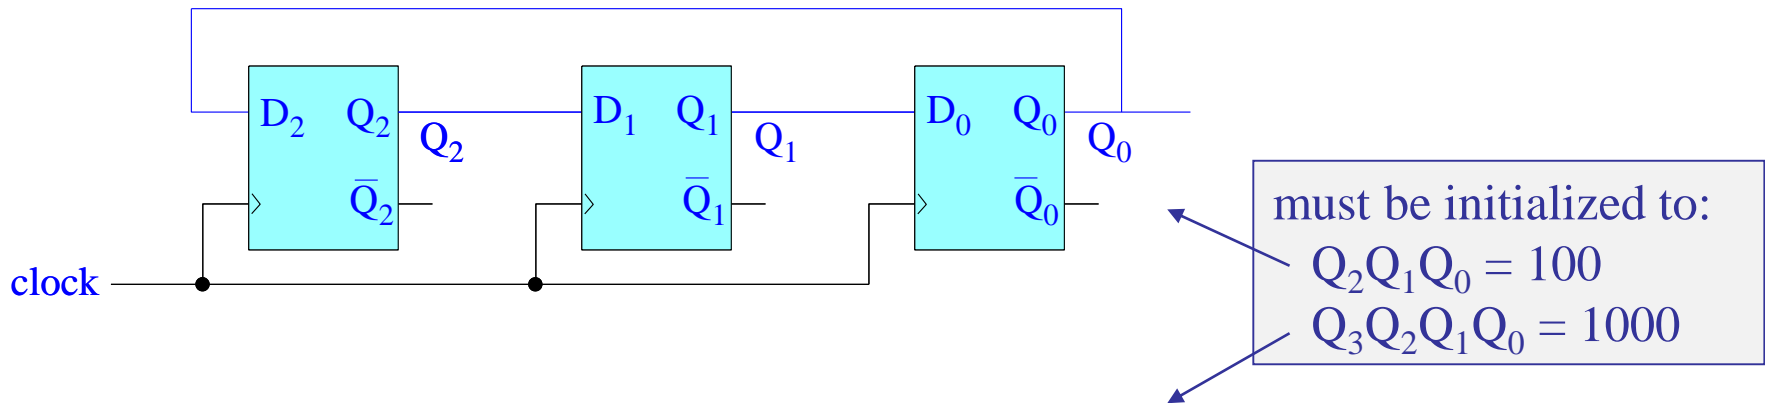 D₂ Q₂ D₁ Q₁ D₀ Q₀
Q₂ Q₁ Q₀
Q̅₂ Q̅₁ Q̅₀
clock
must be initialized to:
Q₂Q₁Q₀ = 100
Q₃Q₂Q₁Q₀ = 1000